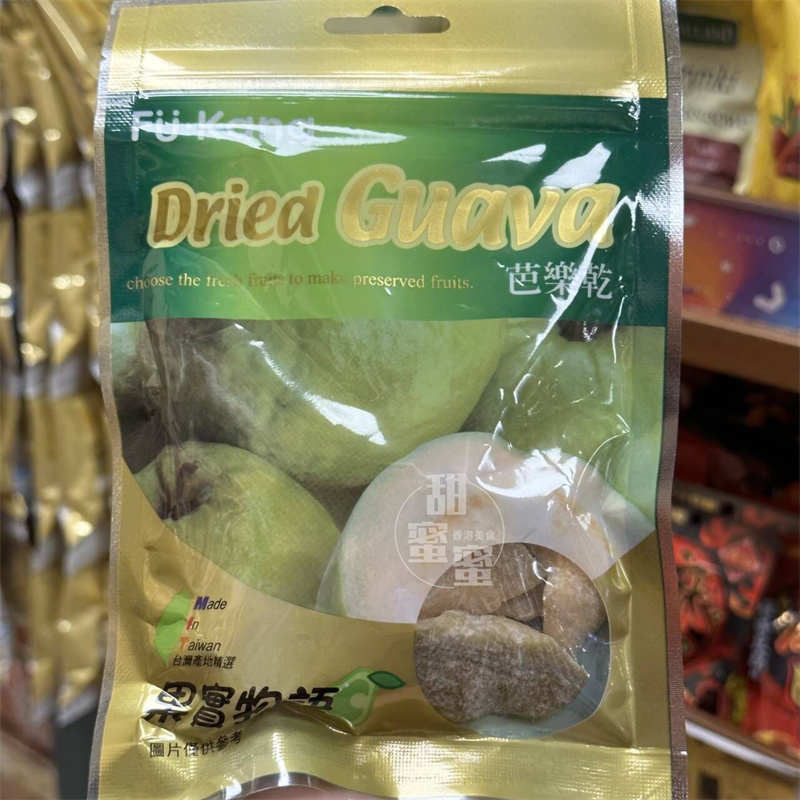 Fu Kang
Dried Guava
choose the fresh fruits to make preserved fruits.
芭樂乾
甜蜜蜜
香港美食
Made
In
Taiwan
台灣產地精選
果實物語
圖片僅供參考